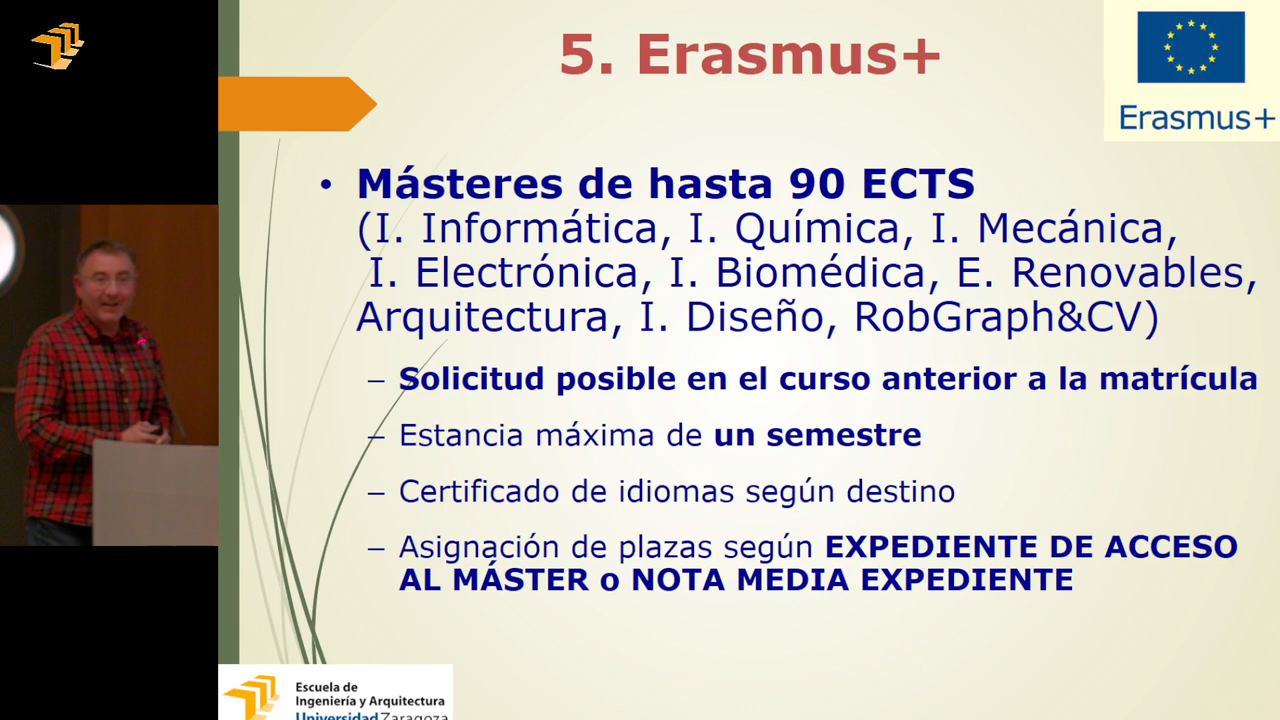 5. Erasmus+
Erasmus+
• Másteres de hasta 90 ECTS
(I. Informática, I. Química, I. Mecánica,
I. Electrónica, I. Biomédica, E. Renovables,
Arquitectura, I. Diseño, RobGraph&CV)
– Solicitud posible en el curso anterior a la matrícula
– Estancia máxima de un semestre
– Certificado de idiomas según destino
– Asignación de plazas según EXPEDIENTE DE ACCESO
AL MÁSTER o NOTA MEDIA EXPEDIENTE
Escuela de
Ingeniería y Arquitectura
Universidad Zaragoza